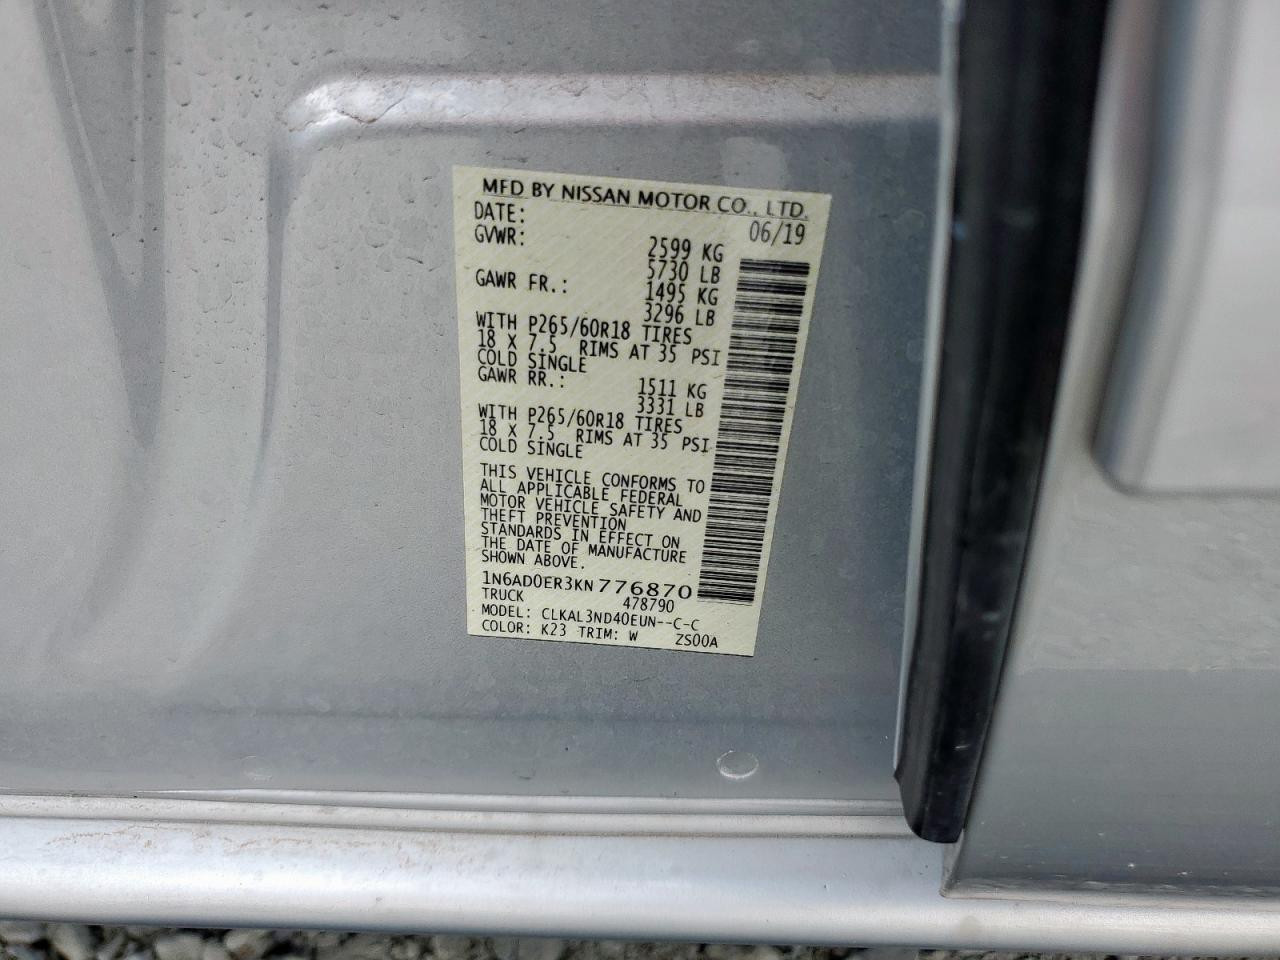 MFD BY NISSAN MOTOR CO., LTD.
DATE: 06/19
GVWR: 2599 KG
5730 LB
GAWR FR.: 1495 KG
3296 LB
WITH P265/60R18 TIRES
18 X 7.5 RIMS AT 35 PSI
COLD SINGLE
GAWR RR.: 1511 KG
3331 LB
WITH P265/60R18 TIRES
18 X 7.5 RIMS AT 35 PSI
COLD SINGLE
THIS VEHICLE CONFORMS TO
ALL APPLICABLE FEDERAL
MOTOR VEHICLE SAFETY AND
THEFT PREVENTION
STANDARDS IN EFFECT ON
THE DATE OF MANUFACTURE
SHOWN ABOVE.
1N6AD0ER3KN776870
TRUCK 478790
MODEL: CLKAL3ND40EUN--C-C
COLOR: K23 TRIM: W ZS00A